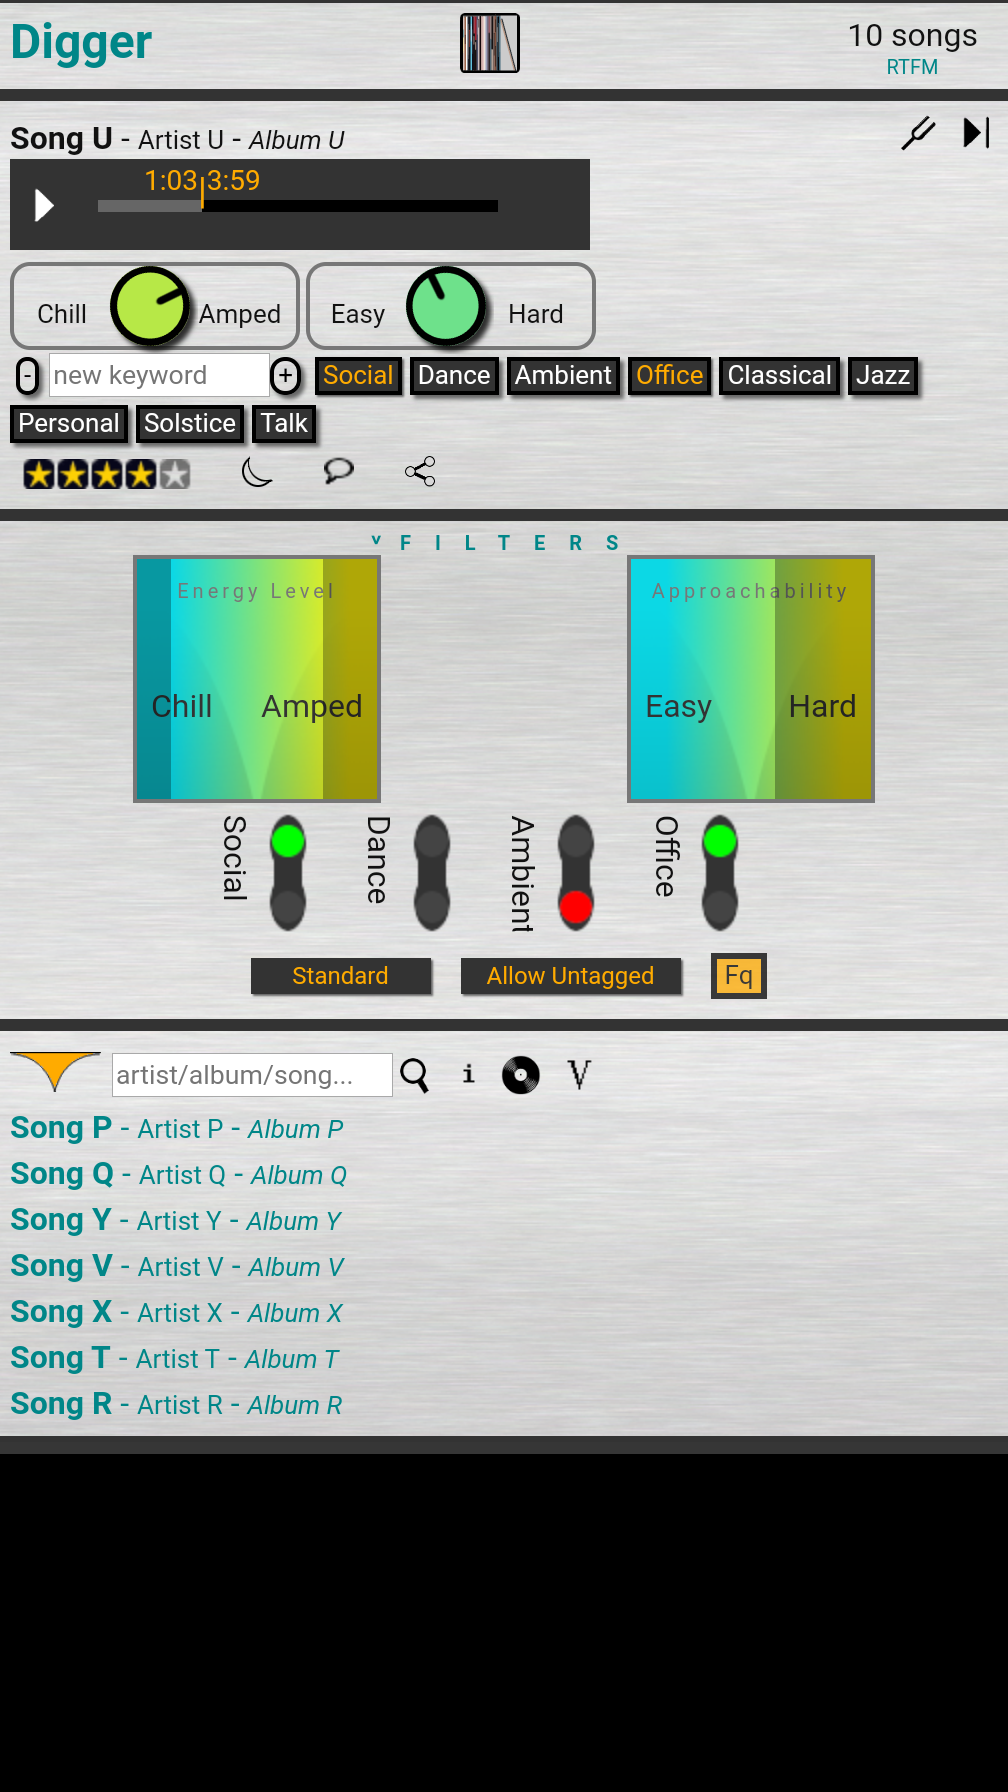 Digger
10 songs
RTFM
Song U - Artist U - Album U
1:03 3:59
Chill Amped Easy Hard
- new keyword + Social Dance Ambient Office Classical Jazz
Personal Solstice Talk
v F I L T E R S
Energy Level Approachability
Chill Amped Easy Hard
Social Dance Ambient Office
Standard Allow Untagged Fq
artist/album/song... i V
Song P - Artist P - Album P
Song Q - Artist Q - Album Q
Song Y - Artist Y - Album Y
Song V - Artist V - Album V
Song X - Artist X - Album X
Song T - Artist T - Album T
Song R - Artist R - Album R